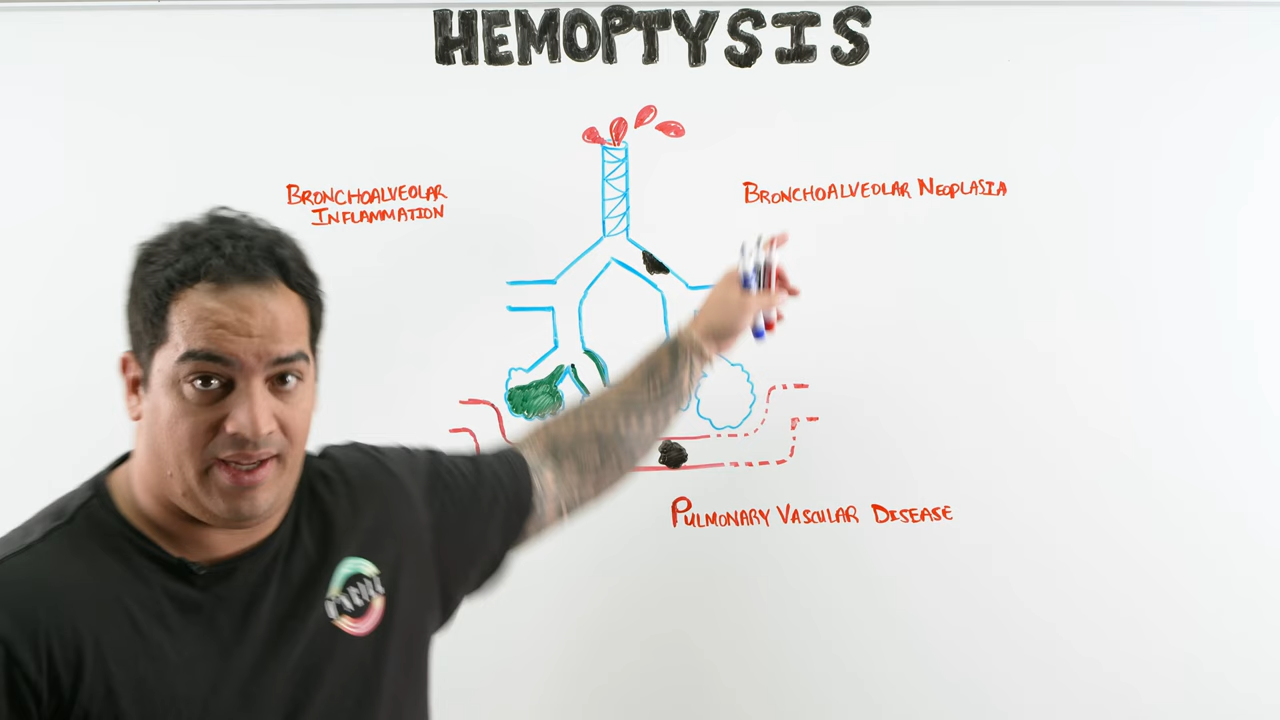 HEMOPTYSIS
BRONCHOALVEOLAR
INFLAMMATION
BRONCHOALVEOLAR NEOPLASIA
PULMONARY VASCULAR DISEASE